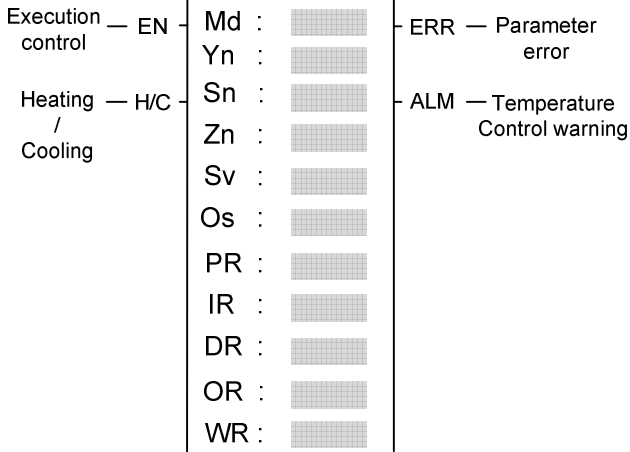 Execution
control
EN
Md :
ERR
Parameter
error
Yn :
Heating
/
Cooling
H/C
Sn :
ALM
Temperature
Control warning
Zn :
Sv :
Os :
PR :
IR :
DR :
OR :
WR :